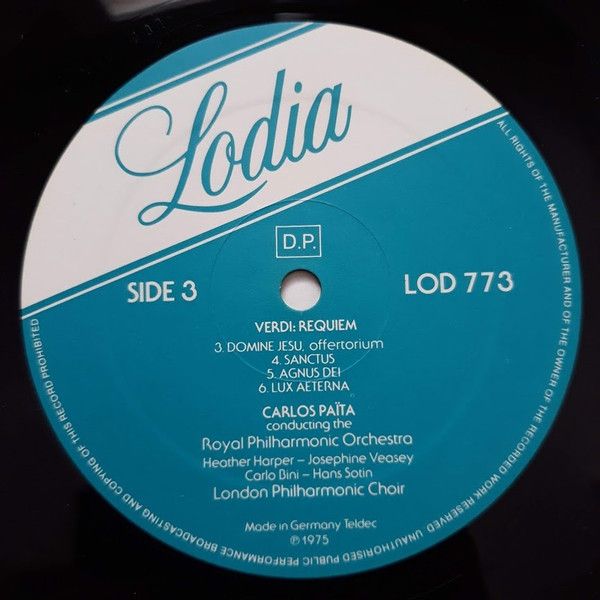 Lodia
D.P.
SIDE 3
LOD 773
VERDI: REQUIEM
3. DOMINE JESU, offertorium
4. SANCTUS
5. AGNUS DEI
6. LUX AETERNA
CARLOS PAÏTA
conducting the
Royal Philharmonic Orchestra
Heather Harper – Josephine Veasey
Carlo Bini – Hans Sotin
London Philharmonic Choir
Made in Germany Teldec
℗ 1975
ALL RIGHTS OF THE MANUFACTURER AND OF THE OWNER OF THE RECORDED WORK RESERVED. UNAUTHORISED PUBLIC PERFORMANCE BROADCASTING AND COPYING OF THIS RECORD PROHIBITED